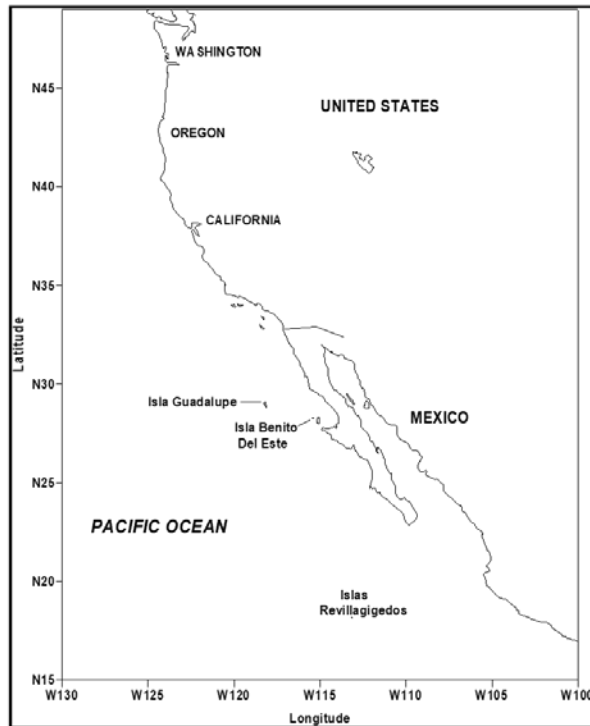 WASHINGTON
N45
UNITED STATES
OREGON
N40
CALIFORNIA
N35
Latitude
N30
Isla Guadalupe
Isla Benito
Del Este
MEXICO
N25
PACIFIC OCEAN
N20
Islas
Revillagigedos
N15
W130
W125
W120
W115
W110
W105
W100
Longitude